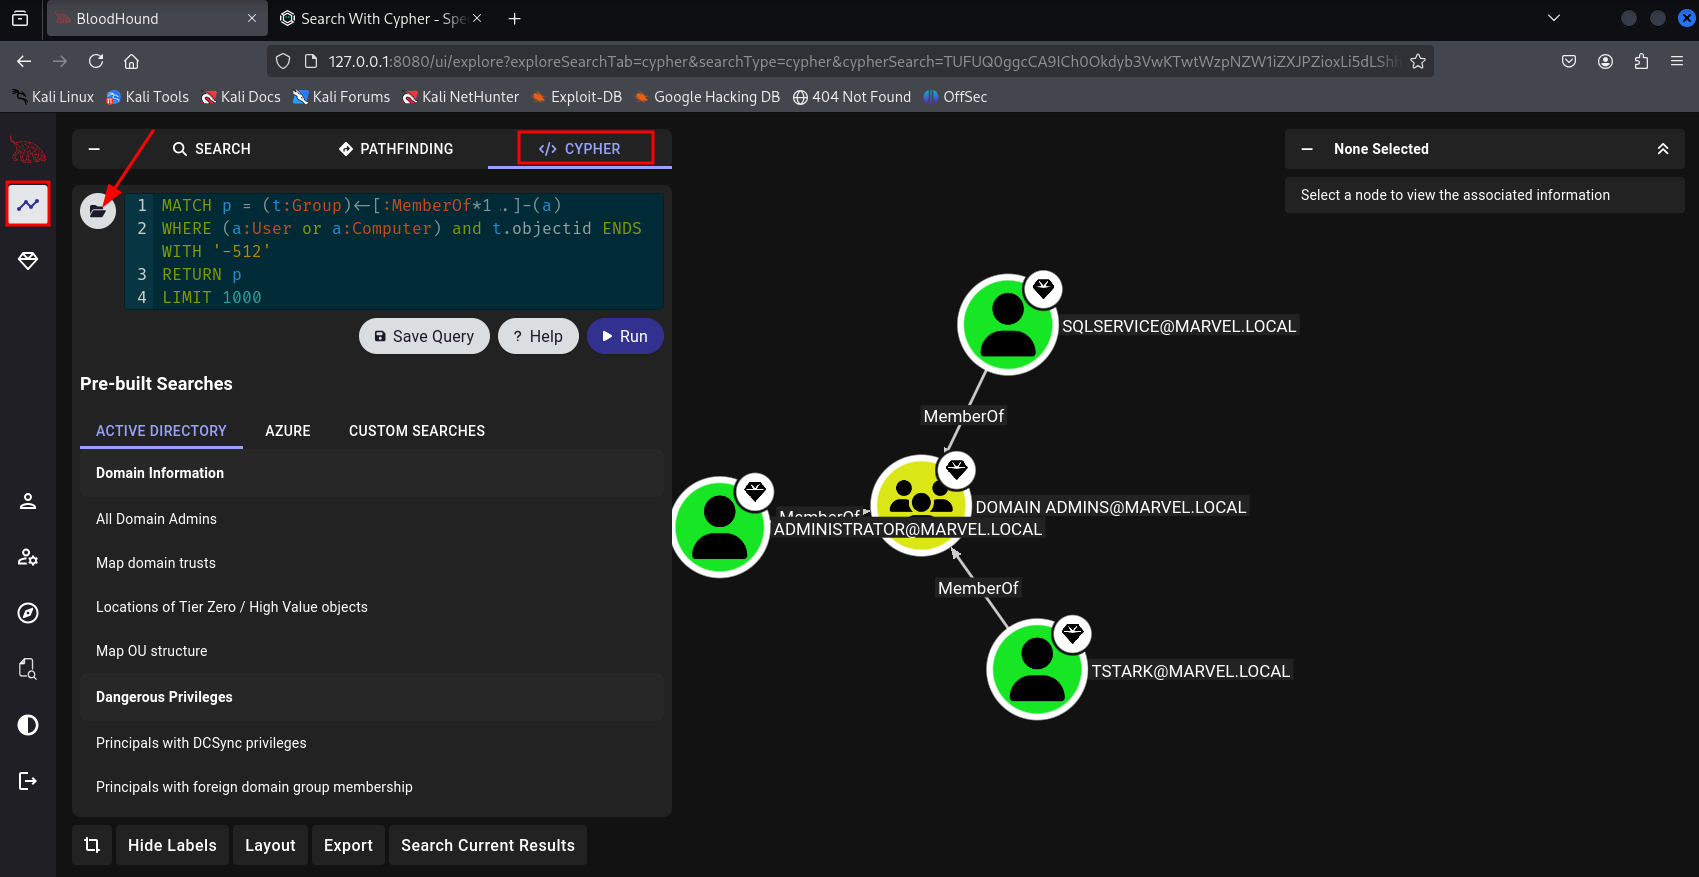 BloodHound
Search With Cypher - Spe
127.0.0.1:8080/ui/explore?exploreSearchTab=cypher&searchType=cypher&cypherSearch=TUFUQ0ggcCA9ICh0Okdyb3VwKTwtWzpNZW1iZXJPZioxLi5dLShh
Kali Linux Kali Tools Kali Docs Kali Forums Kali NetHunter Exploit-DB Google Hacking DB 404 Not Found OffSec
SEARCH PATHFINDING </> CYPHER
1 MATCH p = (t:Group)<-[:MemberOf*1..]-(a)
2 WHERE (a:User or a:Computer) and t.objectid ENDS
WITH '-512'
3 RETURN p
4 LIMIT 1000
Save Query ? Help Run
Pre-built Searches
ACTIVE DIRECTORY AZURE CUSTOM SEARCHES
Domain Information
All Domain Admins
Map domain trusts
Locations of Tier Zero / High Value objects
Map OU structure
Dangerous Privileges
Principals with DCSync privileges
Principals with foreign domain group membership
Hide Labels Layout Export Search Current Results
None Selected
Select a node to view the associated information
SQLSERVICE@MARVEL.LOCAL
MemberOf
DOMAIN ADMINS@MARVEL.LOCAL
MemberOf
ADMINISTRATOR@MARVEL.LOCAL
MemberOf
TSTARK@MARVEL.LOCAL